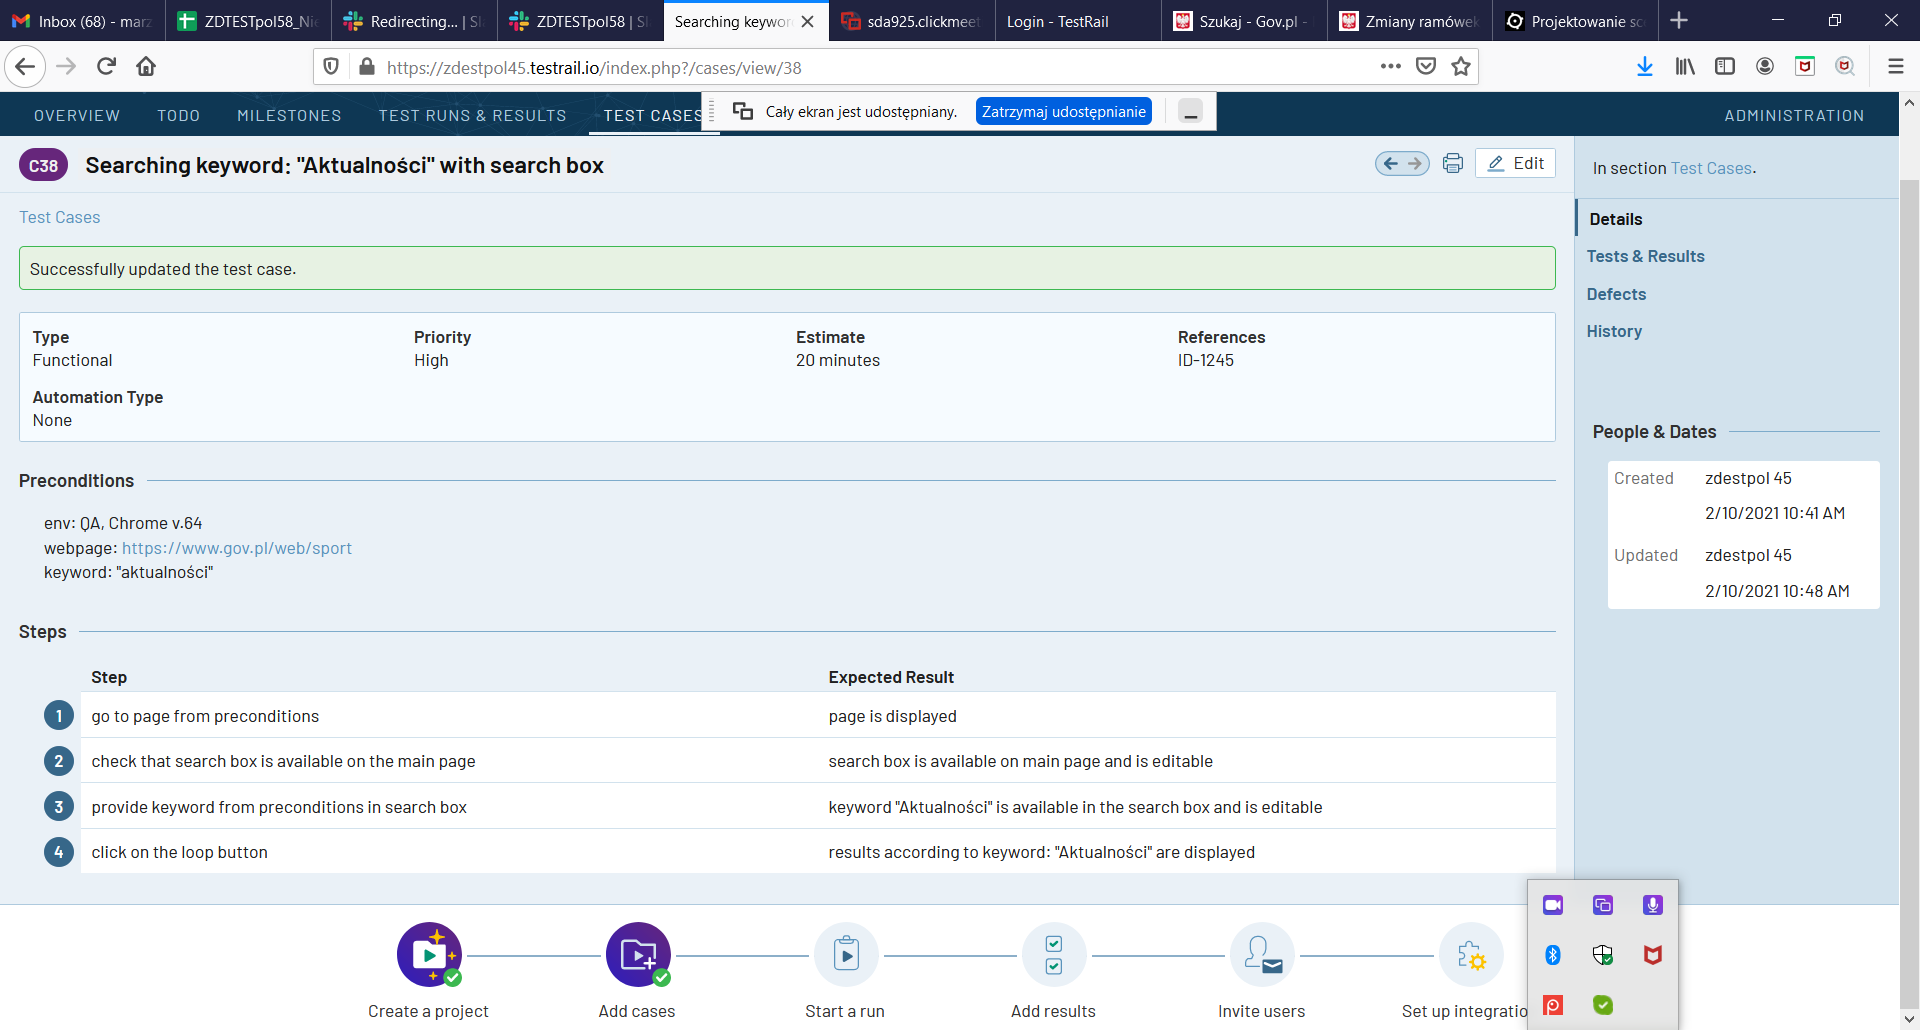 Inbox (68) - marz
ZDTESTpol58_Nie
Redirecting... | Sl
ZDTESTpol58 | Sl
Searching keyword
sda925.clickmeet
Login - TestRail
Szukaj - Gov.pl -
Zmiany ramówek
Projektowanie sc
https://zdestpol45.testrail.io/index.php?/cases/view/38
OVERVIEW
TODO
MILESTONES
TEST RUNS & RESULTS
TEST CASES
Cały ekran jest udostępniany.
Zatrzymaj udostępnianie
ADMINISTRATION
C38
Searching keyword: "Aktualności" with search box
Edit
In section Test Cases.
Test Cases
Details
Tests & Results
Defects
History
Successfully updated the test case.
Type
Functional
Priority
High
Estimate
20 minutes
References
ID-1245
Automation Type
None
People & Dates
Created
zdestpol 45
2/10/2021 10:41 AM
Updated
zdestpol 45
2/10/2021 10:48 AM
Preconditions
env: QA, Chrome v.64
webpage: https://www.gov.pl/web/sport
keyword: "aktualności"
Steps
Step
Expected Result
1
go to page from preconditions
page is displayed
2
check that search box is available on the main page
search box is available on main page and is editable
3
provide keyword from preconditions in search box
keyword "Aktualności" is available in the search box and is editable
4
click on the loop button
results according to keyword: "Aktualności" are displayed
Create a project
Add cases
Start a run
Add results
Invite users
Set up integratio